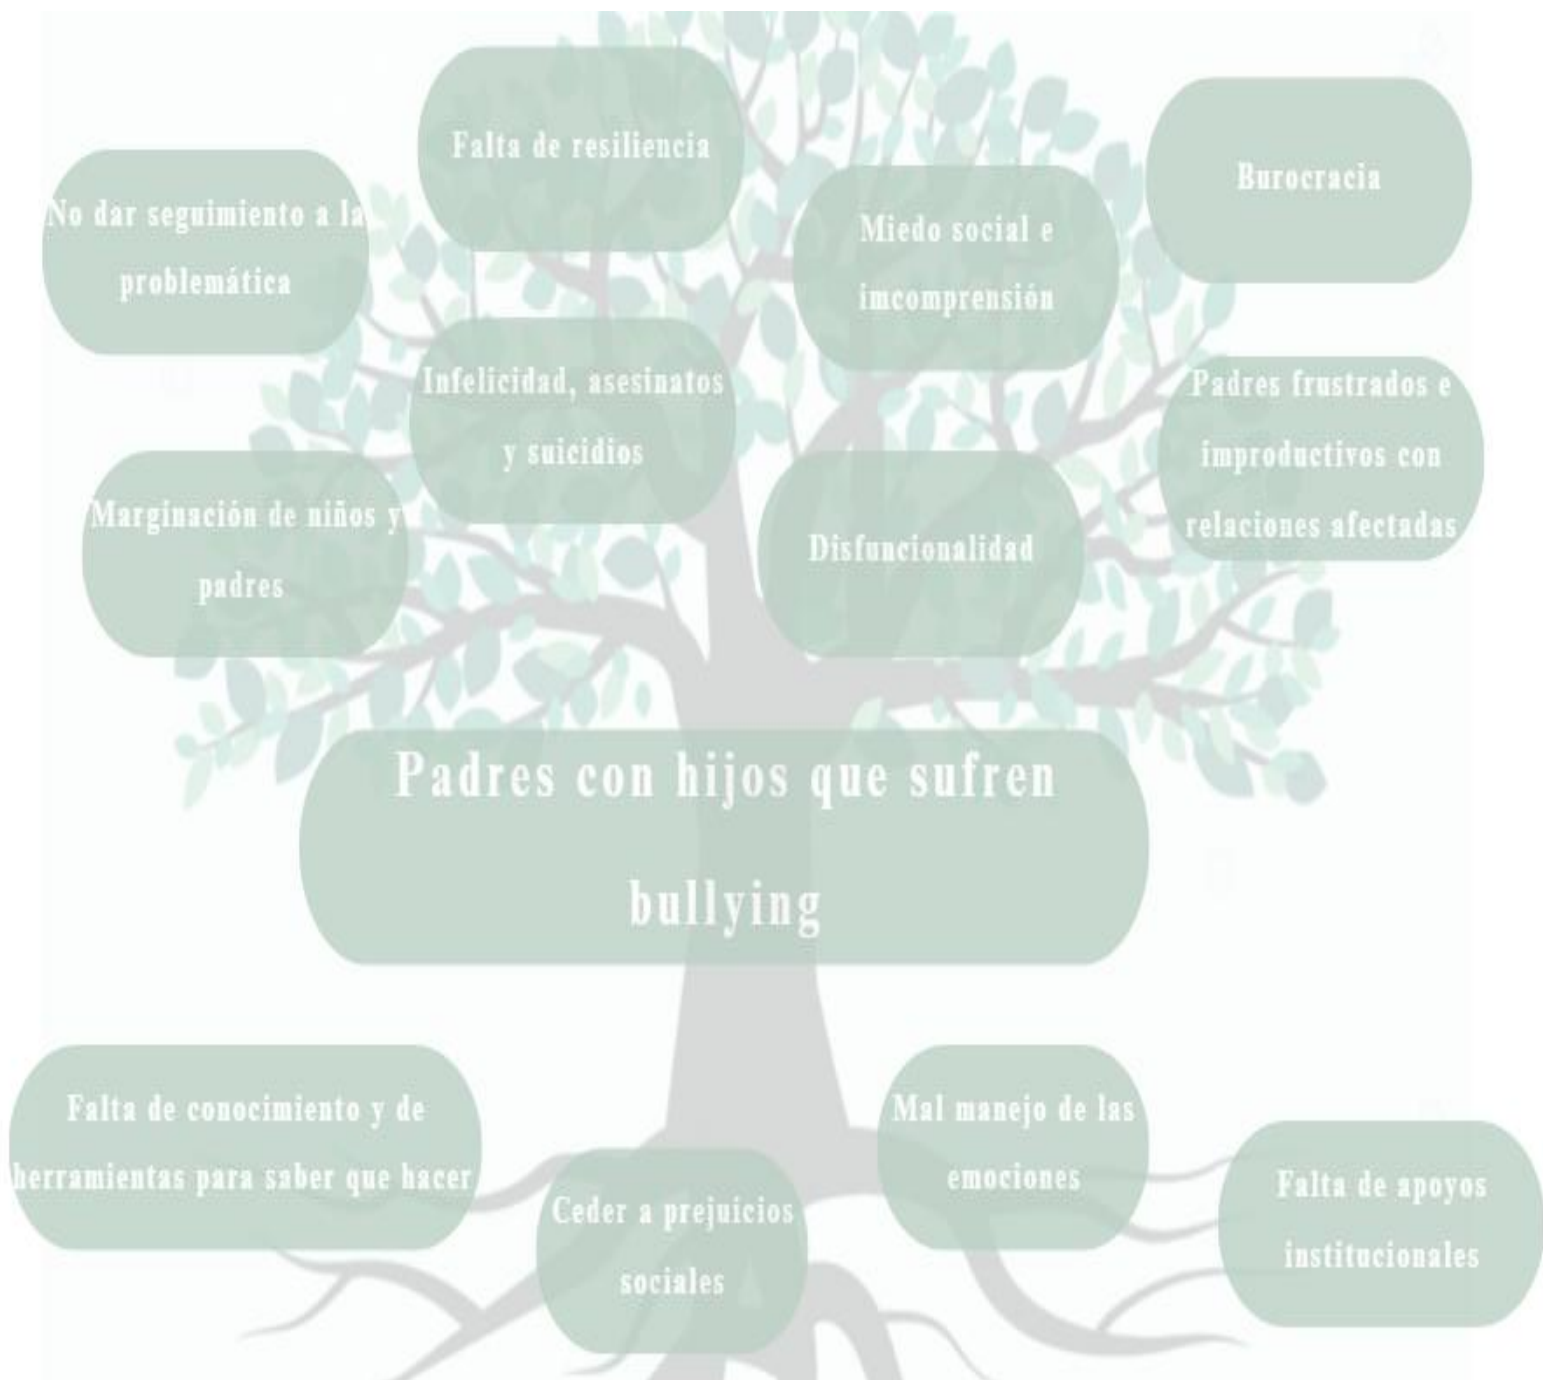 Falta de resiliencia
Burocracia
No dar seguimiento a la
problemática
Miedo social e
imcomprensión
Infelicidad, asesinatos
y suicidios
Padres frustrados e
improductivos con
relaciones afectadas
Marginación de niños y
padres
Disfuncionalidad
Padres con hijos que sufren
bullying
Falta de conocimiento y de
herramientas para saber que hacer
Mal manejo de las
emociones
Ceder a prejuicios
sociales
Falta de apoyos
institucionales